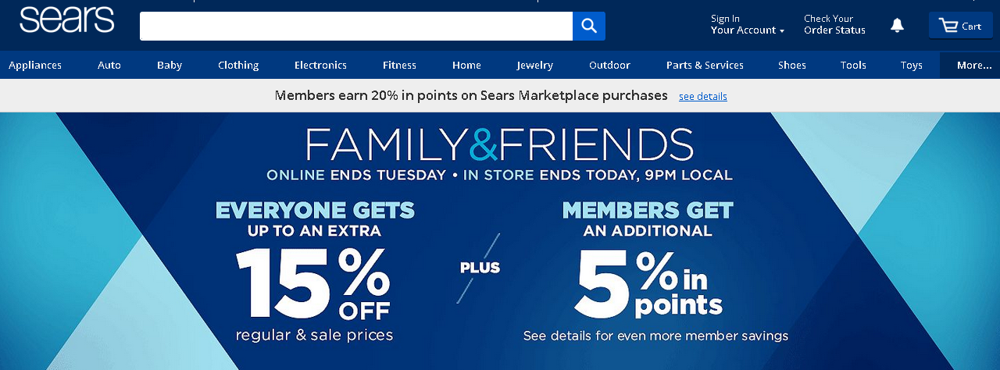 sears
Sign In
Your Account
Check Your
Order Status
Cart
Appliances Auto Baby Clothing Electronics Fitness Home Jewelry Outdoor Parts & Services Shoes Tools Toys More...
Members earn 20% in points on Sears Marketplace purchases see details
FAMILY&FRIENDS
ONLINE ENDS TUESDAY • IN STORE ENDS TODAY, 9PM LOCAL
EVERYONE GETS
UP TO AN EXTRA
15% OFF
regular & sale prices
PLUS
MEMBERS GET
AN ADDITIONAL
5% in points
See details for even more member savings